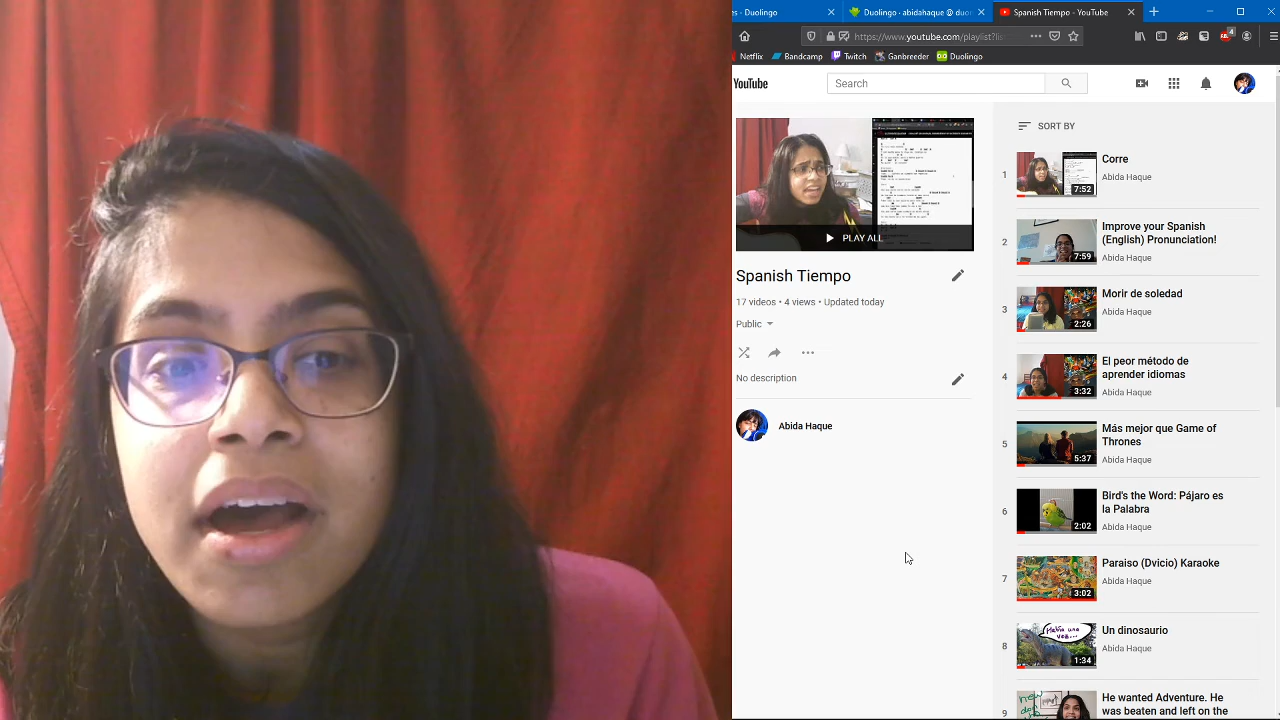 es - Duolingo
Duolingo - abidahaque @ duo
Spanish Tiempo - YouTube
https://www.youtube.com/playlist?lis
4
Netflix
Bandcamp
Twitch
Ganbreeder
Duolingo
YouTube
Search
PLAY ALL
Spanish Tiempo
17 videos • 4 views • Updated today
Public
No description
Abida Haque
SORT BY
1
7:52
Corre
Abida Haque
2
7:59
Improve your Spanish
(English) Pronunciation!
Abida Haque
3
2:26
Morir de soledad
Abida Haque
4
3:32
El peor método de
aprender idiomas
Abida Haque
5
5:37
Más mejor que Game of
Thrones
Abida Haque
6
2:02
Bird's the Word: Pájaro es
la Palabra
Abida Haque
7
3:02
Paraiso (Dvicio) Karaoke
Abida Haque
8
Había una
vez...
1:34
Un dinosaurio
Abida Haque
9
new
He wanted Adventure. He
was beaten and left on the